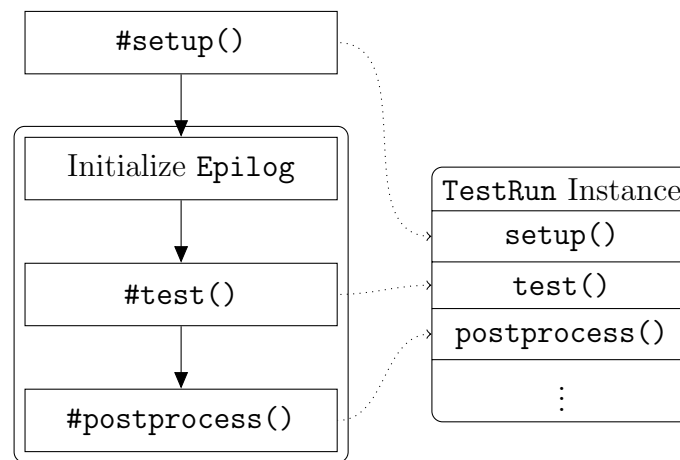 #setup()
Initialize Epilog
#test()
#postprocess()
TestRun Instance
setup()
test()
postprocess()
⋮